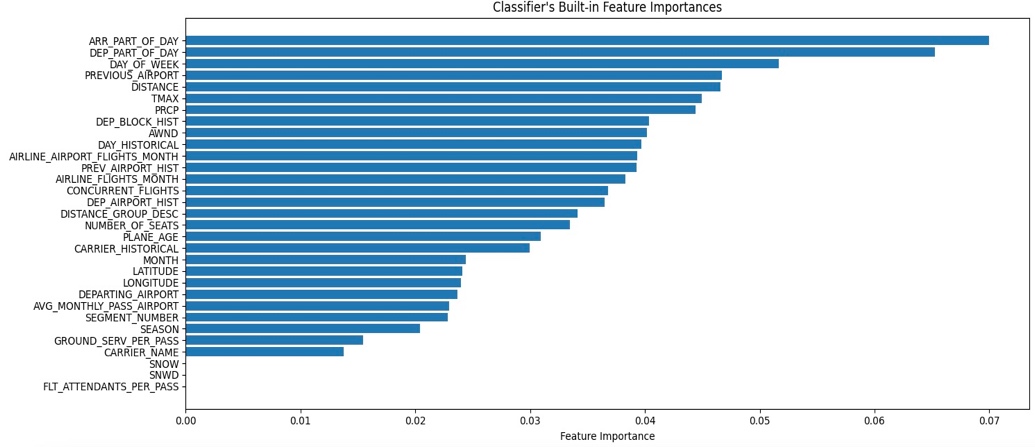 Classifier's Built-in Feature Importances
ARR_PART_OF_DAY
DEP_PART_OF_DAY
DAY_OF_WEEK
PREVIOUS_AIRPORT
DISTANCE
TMAX
PRCP
DEP_BLOCK_HIST
AWND
DAY_HISTORICAL
AIRLINE_AIRPORT_FLIGHTS_MONTH
PREV_AIRPORT_HIST
AIRLINE_FLIGHTS_MONTH
CONCURRENT_FLIGHTS
DEP_AIRPORT_HIST
DISTANCE_GROUP_DESC
NUMBER_OF_SEATS
PLANE_AGE
CARRIER_HISTORICAL
MONTH
LATITUDE
LONGITUDE
DEPARTING_AIRPORT
AVG_MONTHLY_PASS_AIRPORT
SEGMENT_NUMBER
SEASON
GROUND_SERV_PER_PASS
CARRIER_NAME
SNOW
SNWD
FLT_ATTENDANTS_PER_PASS
0.00 0.01 0.02 0.03 0.04 0.05 0.06 0.07
Feature Importance